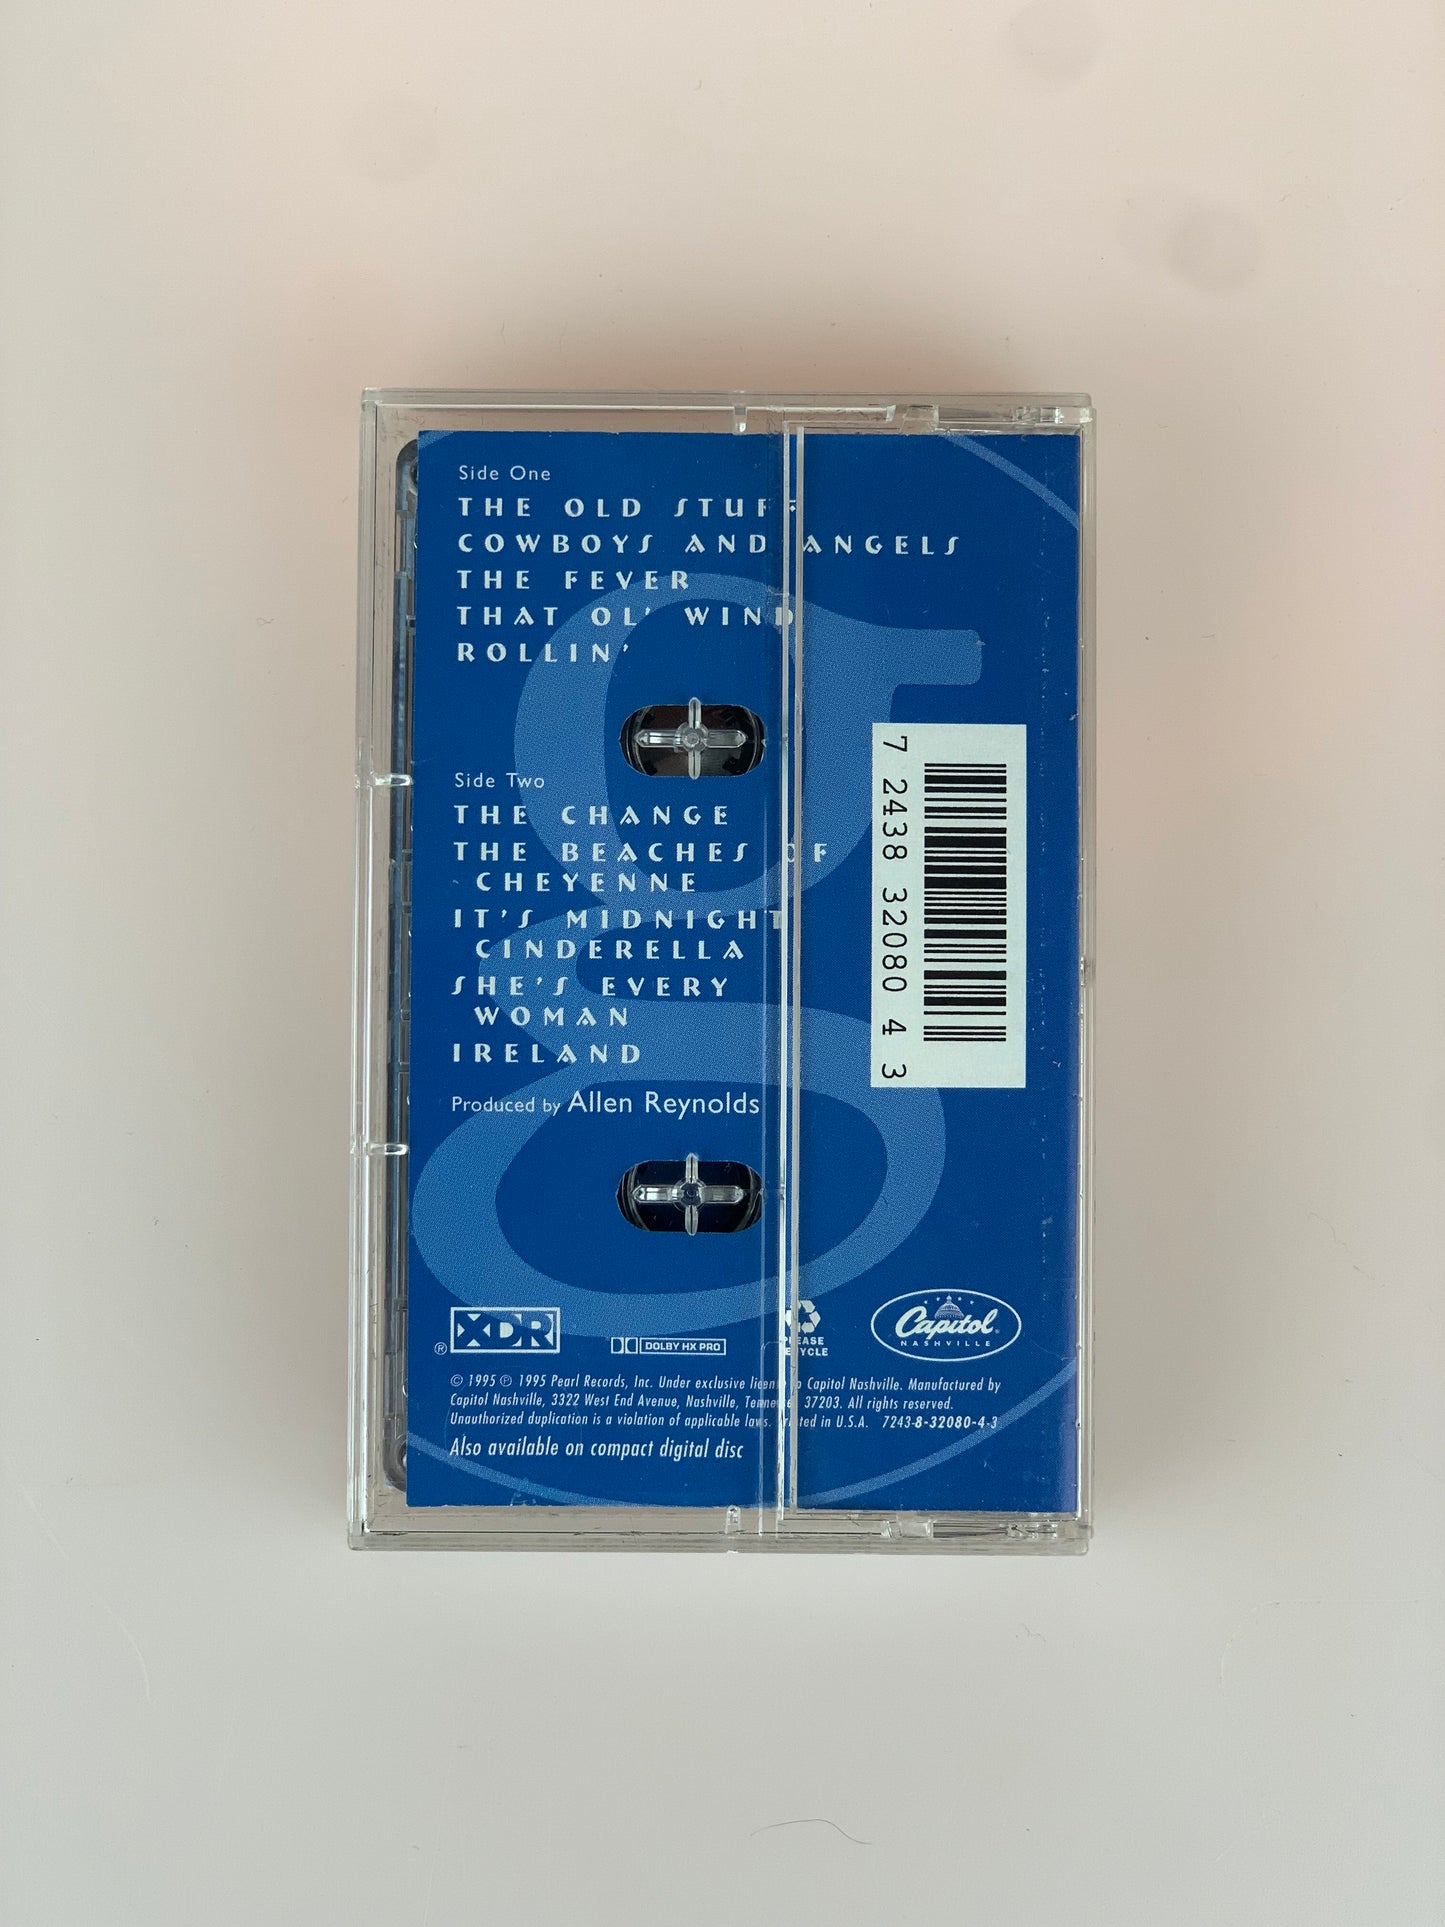 Side One
THE OLD STUFF
COWBOYS AND ANGELS
THE FEVER
THAT OL' WIND
ROLLIN'
Side Two
THE CHANGE
THE BEACHES OF
CHEYENNE
IT'S MIDNIGHT
CINDERELLA
SHE'S EVERY
WOMAN
IRELAND
Produced by Allen Reynolds
g
7 2438 32080 4 3
XDR
®
DOLBY HX PRO
PLEASE
RECYCLE
Capitol®
NASHVILLE
© 1995 ℗ 1995 Pearl Records, Inc. Under exclusive license to Capitol Nashville. Manufactured by
Capitol Nashville, 3322 West End Avenue, Nashville, Tennessee, 37203. All rights reserved.
Unauthorized duplication is a violation of applicable laws. Printed in U.S.A. 7243-8-32080-4-3
Also available on compact digital disc